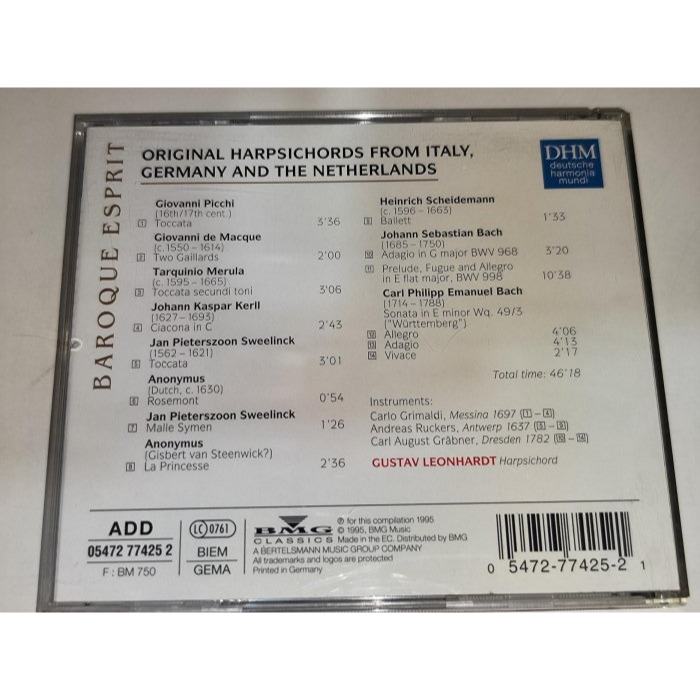 BAROQUE ESPRIT
ORIGINAL HARPSICHORDS FROM ITALY,
GERMANY AND THE NETHERLANDS
DHM
deutsche
harmonia
mundi
Giovanni Picchi
(16th/17th cent.)
1 Toccata 3'36
Giovanni de Macque
(c. 1550 - 1614)
2 Two Gaillards 2'00
Tarquinio Merula
(c. 1595 - 1665)
3 Toccata secundi toni 3'06
Johann Kaspar Kerll
(1627 - 1693)
4 Ciacona in C 2'43
Jan Pieterszoon Sweelinck
(1562 - 1621)
5 Toccata 3'01
Anonymus
(Dutch, c. 1630)
6 Rosemont 0'54
Jan Pieterszoon Sweelinck
7 Malle Symen 1'26
Anonymus
(Gisbert van Steenwick?)
8 La Princesse 2'36
Heinrich Scheidemann
(c. 1596 - 1663)
9 Ballett 1'33
Johann Sebastian Bach
(1685 - 1750)
10 Adagio in G major BWV 968 3'20
11 Prelude, Fugue and Allegro
in E flat major, BWV 998 10'38
Carl Philipp Emanuel Bach
(1714 - 1788)
Sonata in E minor Wq. 49/3
("Württemberg")
12 Allegro 4'06
13 Adagio 4'13
14 Vivace 2'17
Total time: 46'18
Instruments:
Carlo Grimaldi, Messina 1697 (1 - 4)
Andreas Ruckers, Antwerp 1637 (5 - 9)
Carl August Gräbner, Dresden 1782 (10 - 14)
GUSTAV LEONHARDT Harpsichord
ADD
05472 77425 2
F: BM 750
LC 0761
BIEM
GEMA
BMG
CLASSICS
℗ for this compilation 1995
© 1995, BMG Music
Made in the EC. Distributed by BMG
A BERTELSMANN MUSIC GROUP COMPANY
All trademarks and logos are protected
Printed in Germany
0 5472-77425-2 1